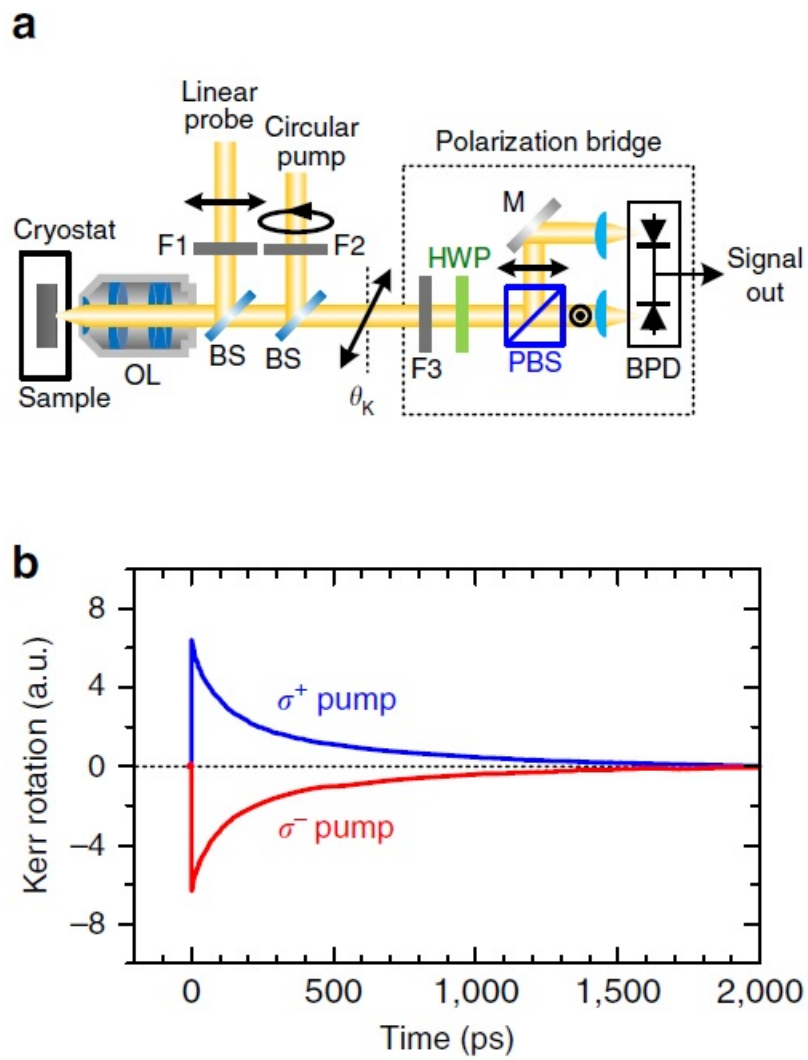 a
Linear
probe
Circular
pump
Polarization bridge
Cryostat
F1
F2
M
HWP
Signal
out
BS
BS
OL
Sample
θK
F3
PBS
BPD
b
Kerr rotation (a.u.)
8
4
0
−4
−8
σ+ pump
σ− pump
0
500
1,000
1,500
2,000
Time (ps)